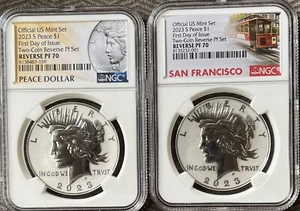 Official US Mint Set
2023 S Peace $1
First Day of Issue
Two-Coin Reverse Pf Set
REVERSE PF 70
NGC
PEACE DOLLAR
LIBERTY
IN GOD WE TRVST
2023
Official US Mint Set
2023 S Peace $1
First Day of Issue
Two-Coin Reverse Pf Set
REVERSE PF 70
NGC
SAN FRANCISCO
LIBERTY
IN GOD WE TRVST
2023